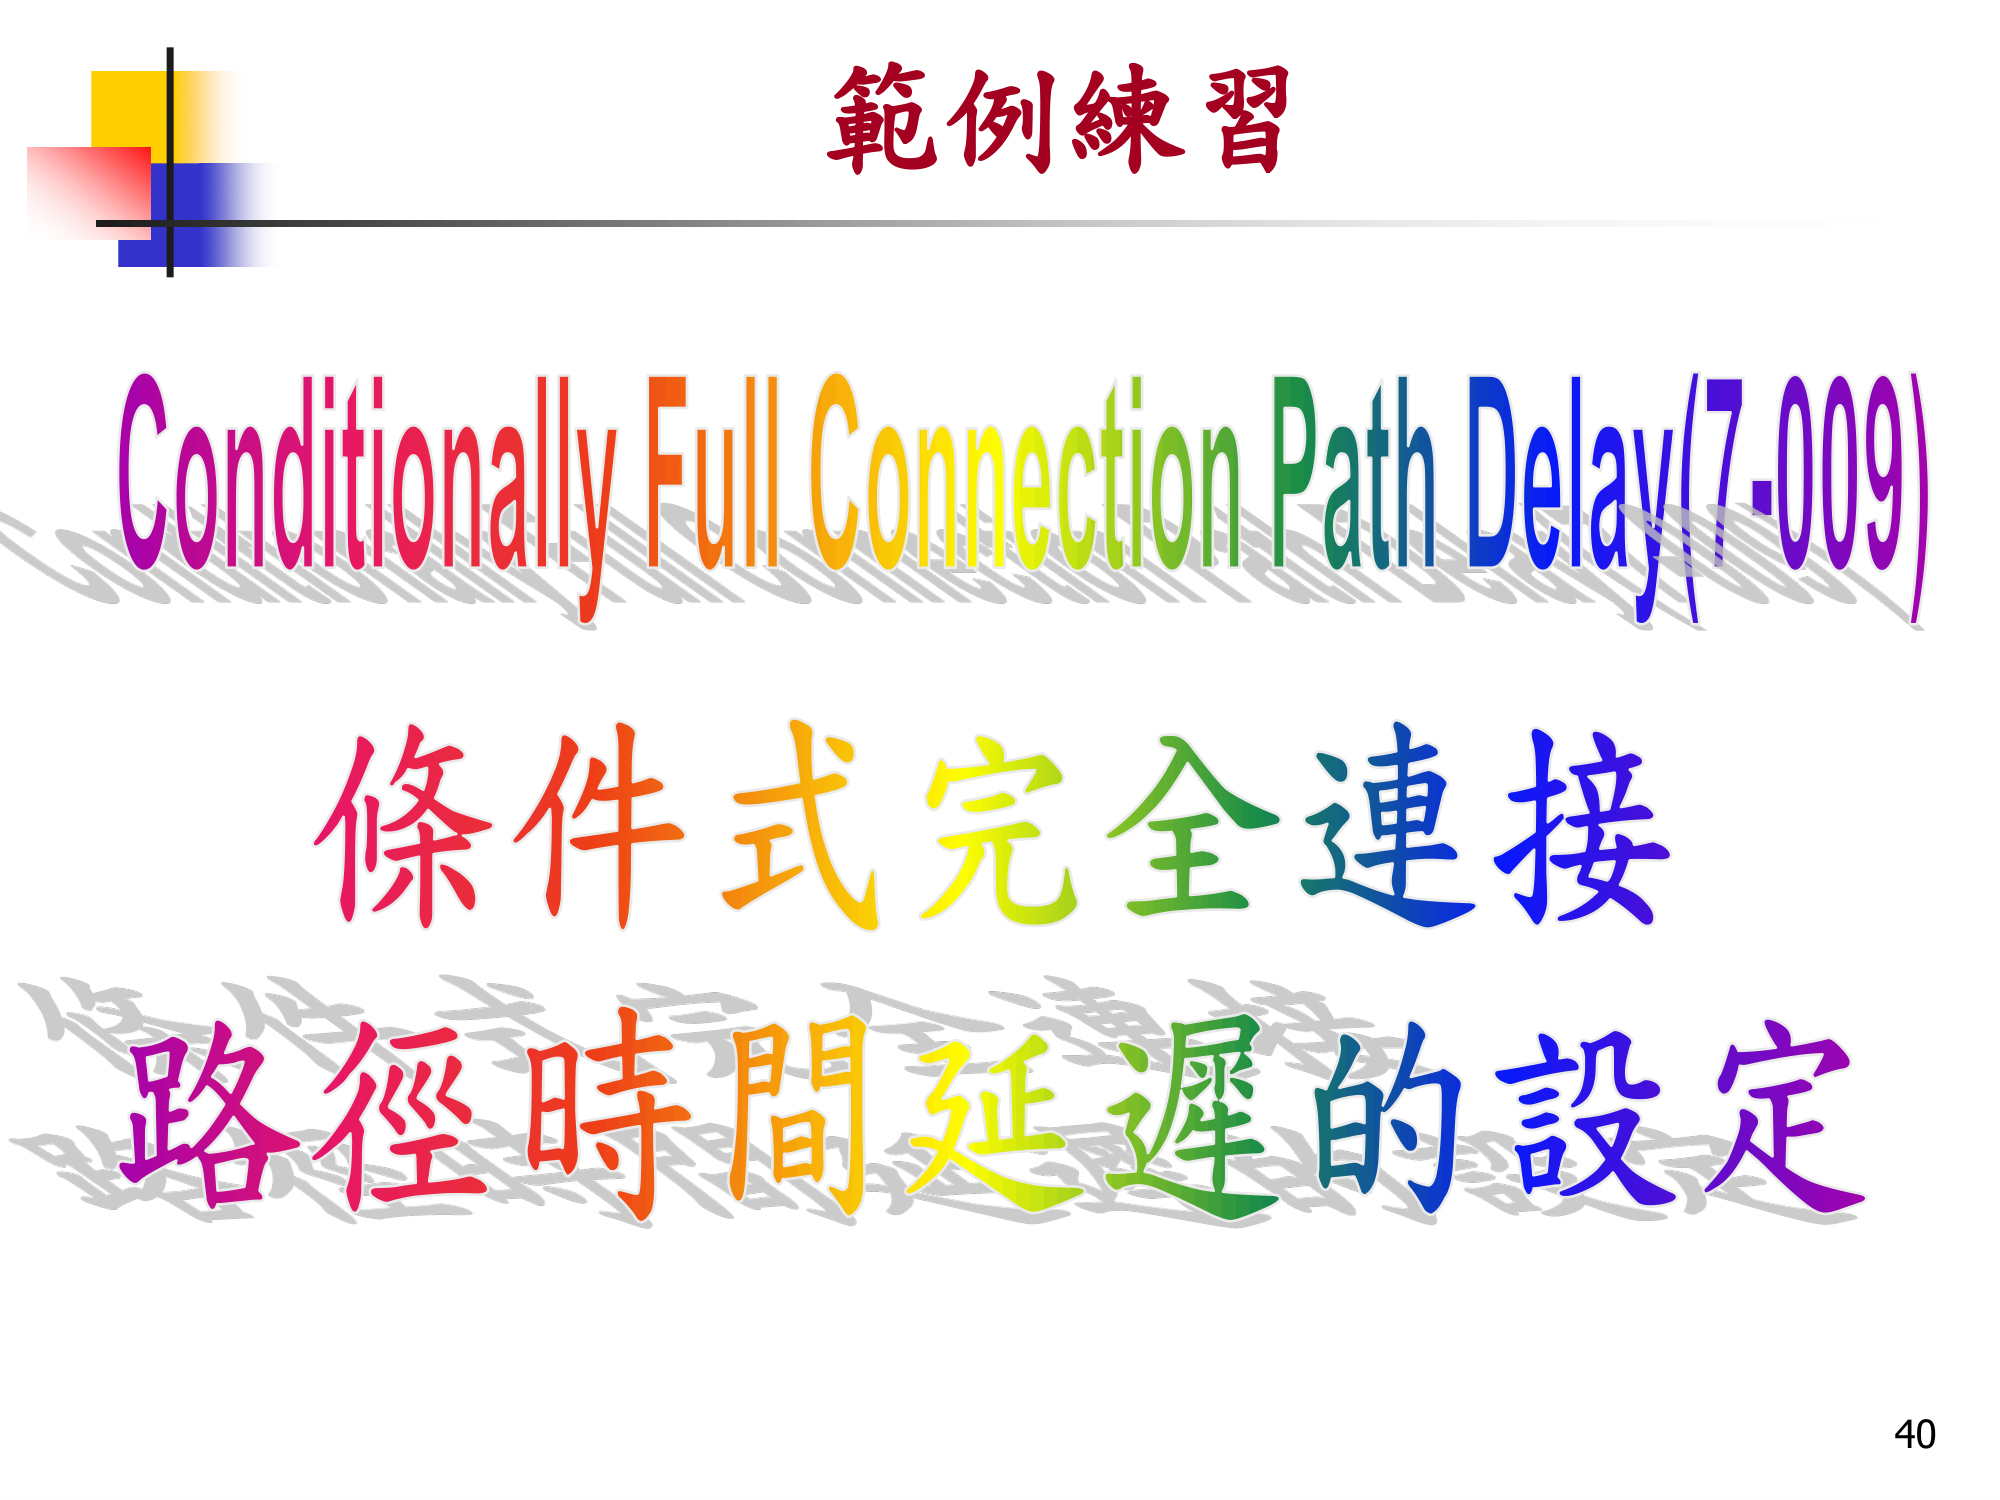 範例練習
Conditionally Full Connection Path Delay(7-009)
條件式完全連接
路徑時間延遲的設定
40